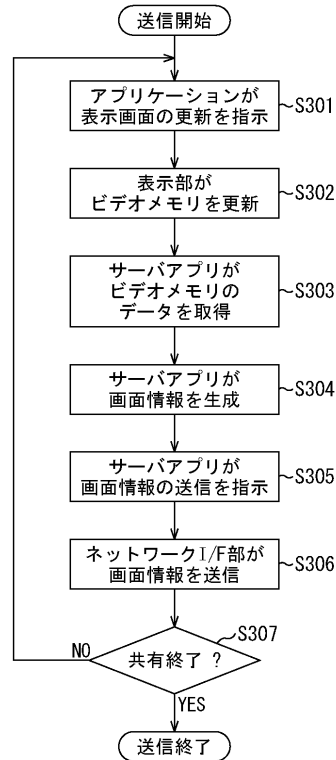 送信開始
アプリケーションが
表示画面の更新を指示
S301
表示部が
ビデオメモリを更新
S302
サーバアプリが
ビデオメモリの
データを取得
S303
サーバアプリが
画面情報を生成
S304
サーバアプリが
画面情報の送信を指示
S305
ネットワークI/F部が
画面情報を送信
S306
S307
NO
共有終了 ?
YES
送信終了